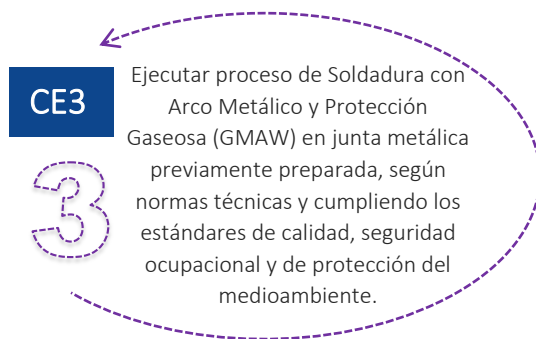 CE3
3
Ejecutar proceso de Soldadura con
Arco Metálico y Protección
Gaseosa (GMAW) en junta metálica
previamente preparada, según
normas técnicas y cumpliendo los
estándares de calidad, seguridad
ocupacional y de protección del
medioambiente.